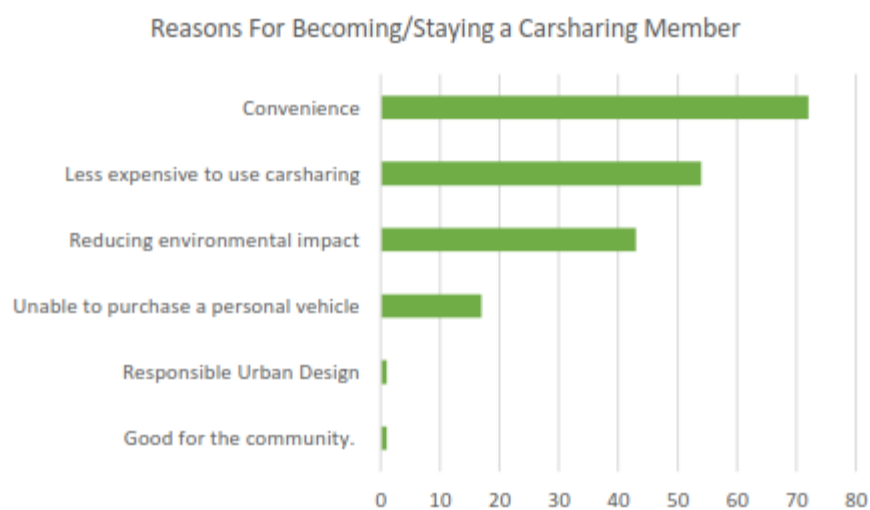 Reasons For Becoming/Staying a Carsharing Member
Convenience
Less expensive to use carsharing
Reducing environmental impact
Unable to purchase a personal vehicle
Responsible Urban Design
Good for the community.
0 10 20 30 40 50 60 70 80